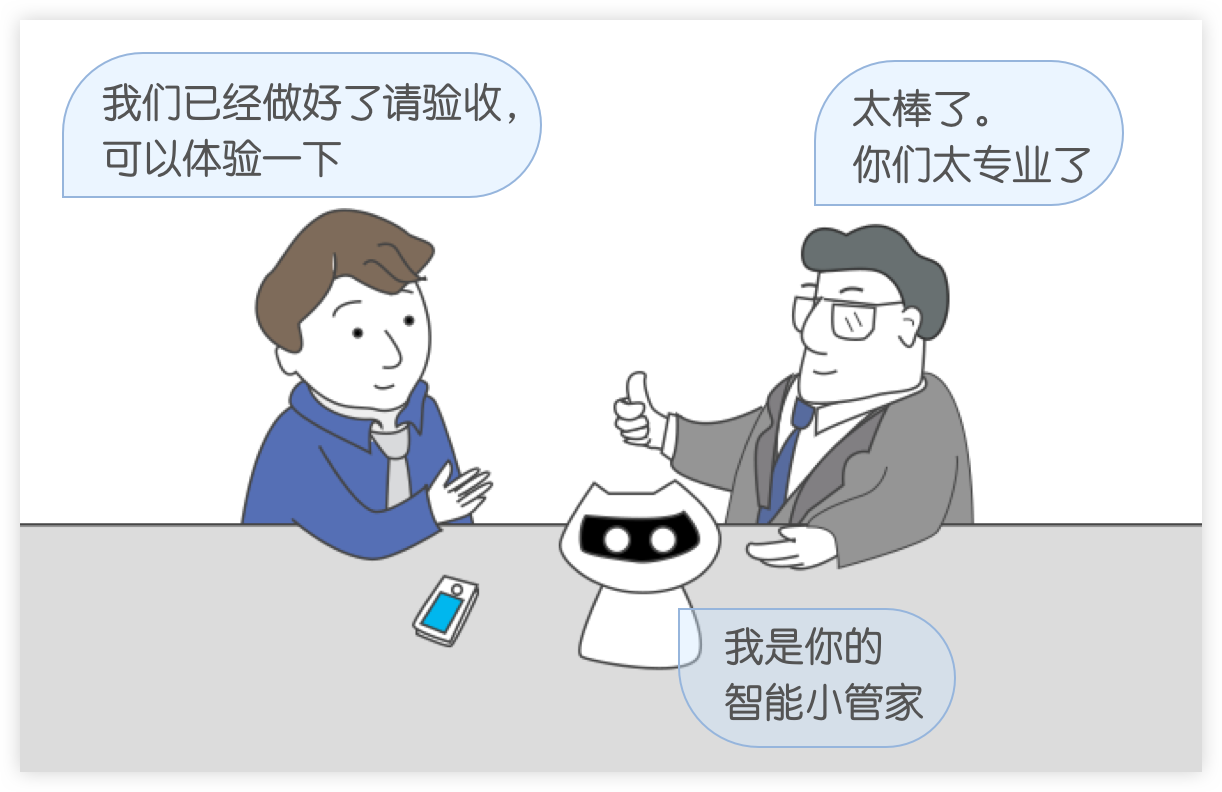 我们已经做好了请验收，
可以体验一下
太棒了。
你们太专业了
我是你的
智能小管家